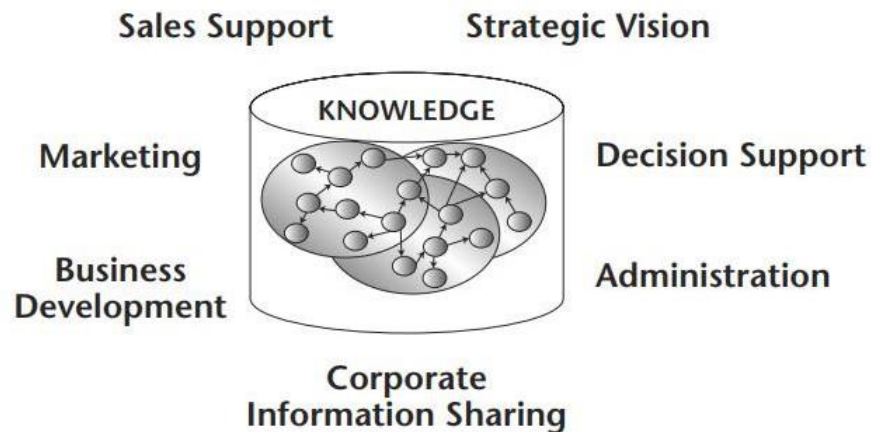 Sales Support
Strategic Vision
KNOWLEDGE
Marketing
Decision Support
Business
Development
Administration
Corporate
Information Sharing